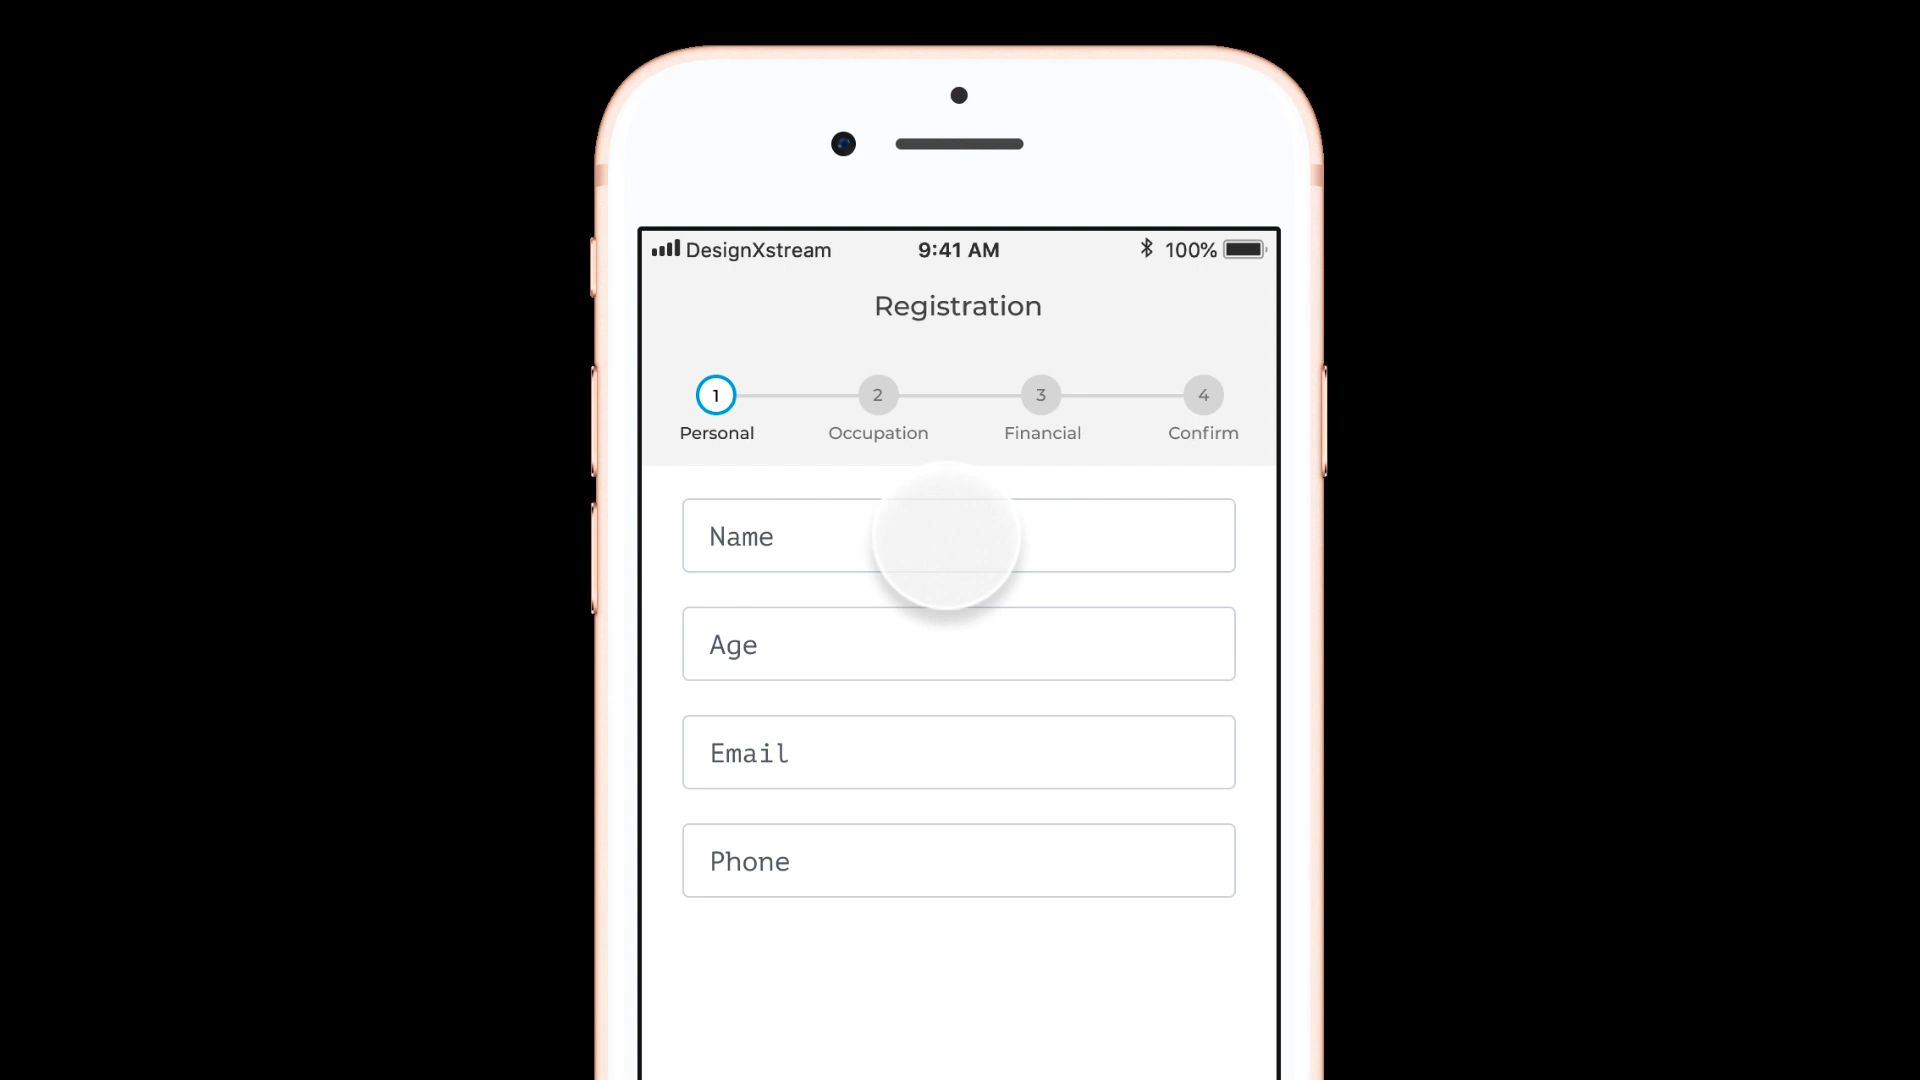 DesignXstream 9:41 AM 100%
Registration
1 2 3 4
Personal Occupation Financial Confirm
Name
Age
Email
Phone